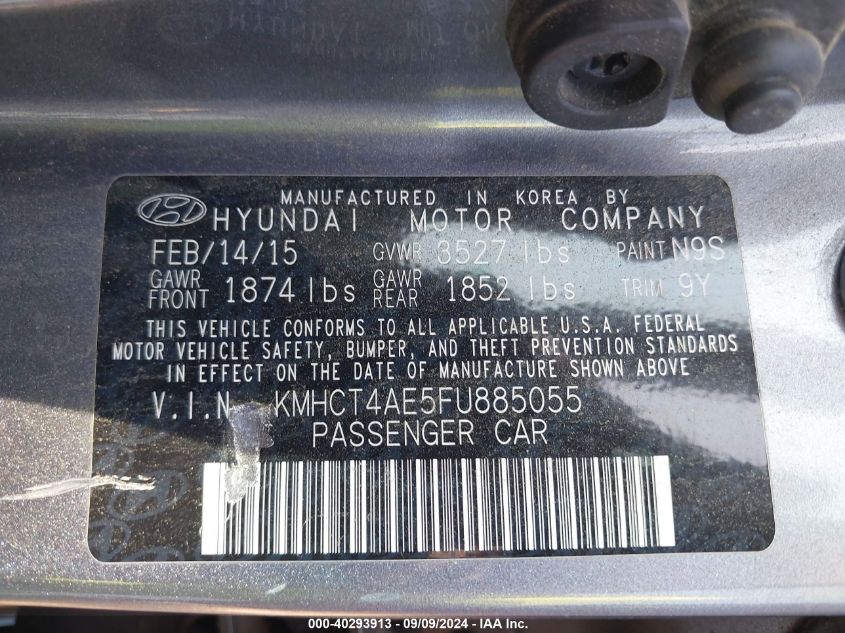 MANUFACTURED IN KOREA BY
HYUNDAI MOTOR COMPANY
FEB/14/15 GVWR 3527 lbs PAINT N9S
GAWR FRONT 1874 lbs GAWR REAR 1852 lbs TRIM 9Y
THIS VEHICLE CONFORMS TO ALL APPLICABLE U.S.A. FEDERAL
MOTOR VEHICLE SAFETY, BUMPER, AND THEFT PREVENTION STANDARDS
IN EFFECT ON THE DATE OF MANUFACTURE SHOWN ABOVE
V.I.N KMHCT4AE5FU885055
PASSENGER CAR
000-40293913 - 09/09/2024 - IAA Inc.